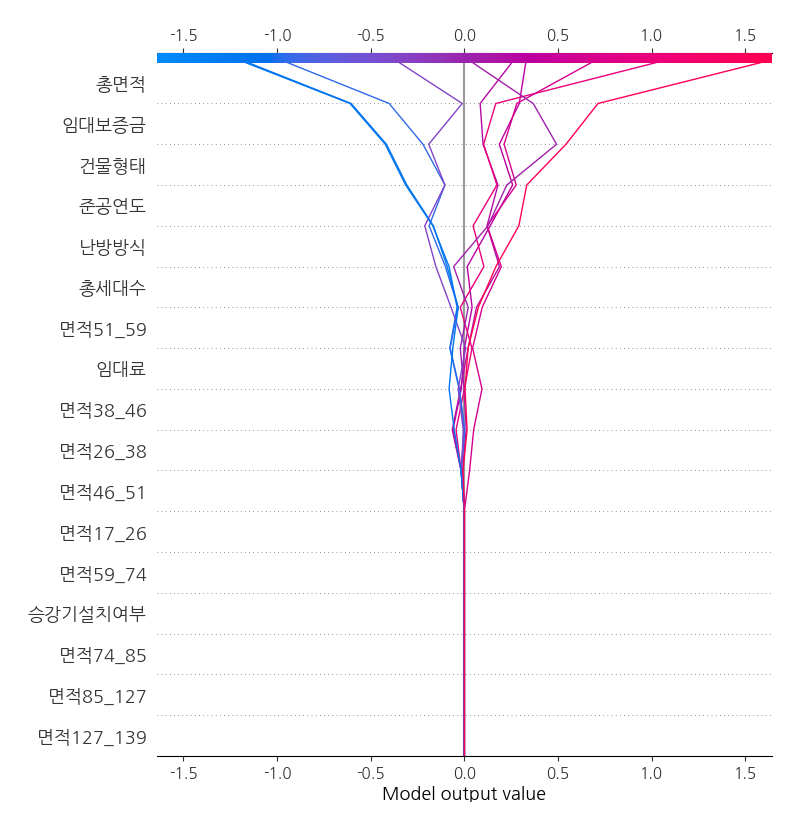 -1.5 -1.0 -0.5 0.0 0.5 1.0 1.5
총면적
임대보증금
건물형태
준공연도
난방방식
총세대수
면적51_59
임대료
면적38_46
면적26_38
면적46_51
면적17_26
면적59_74
승강기설치여부
면적74_85
면적85_127
면적127_139
-1.5 -1.0 -0.5 0.0 0.5 1.0 1.5
Model output value